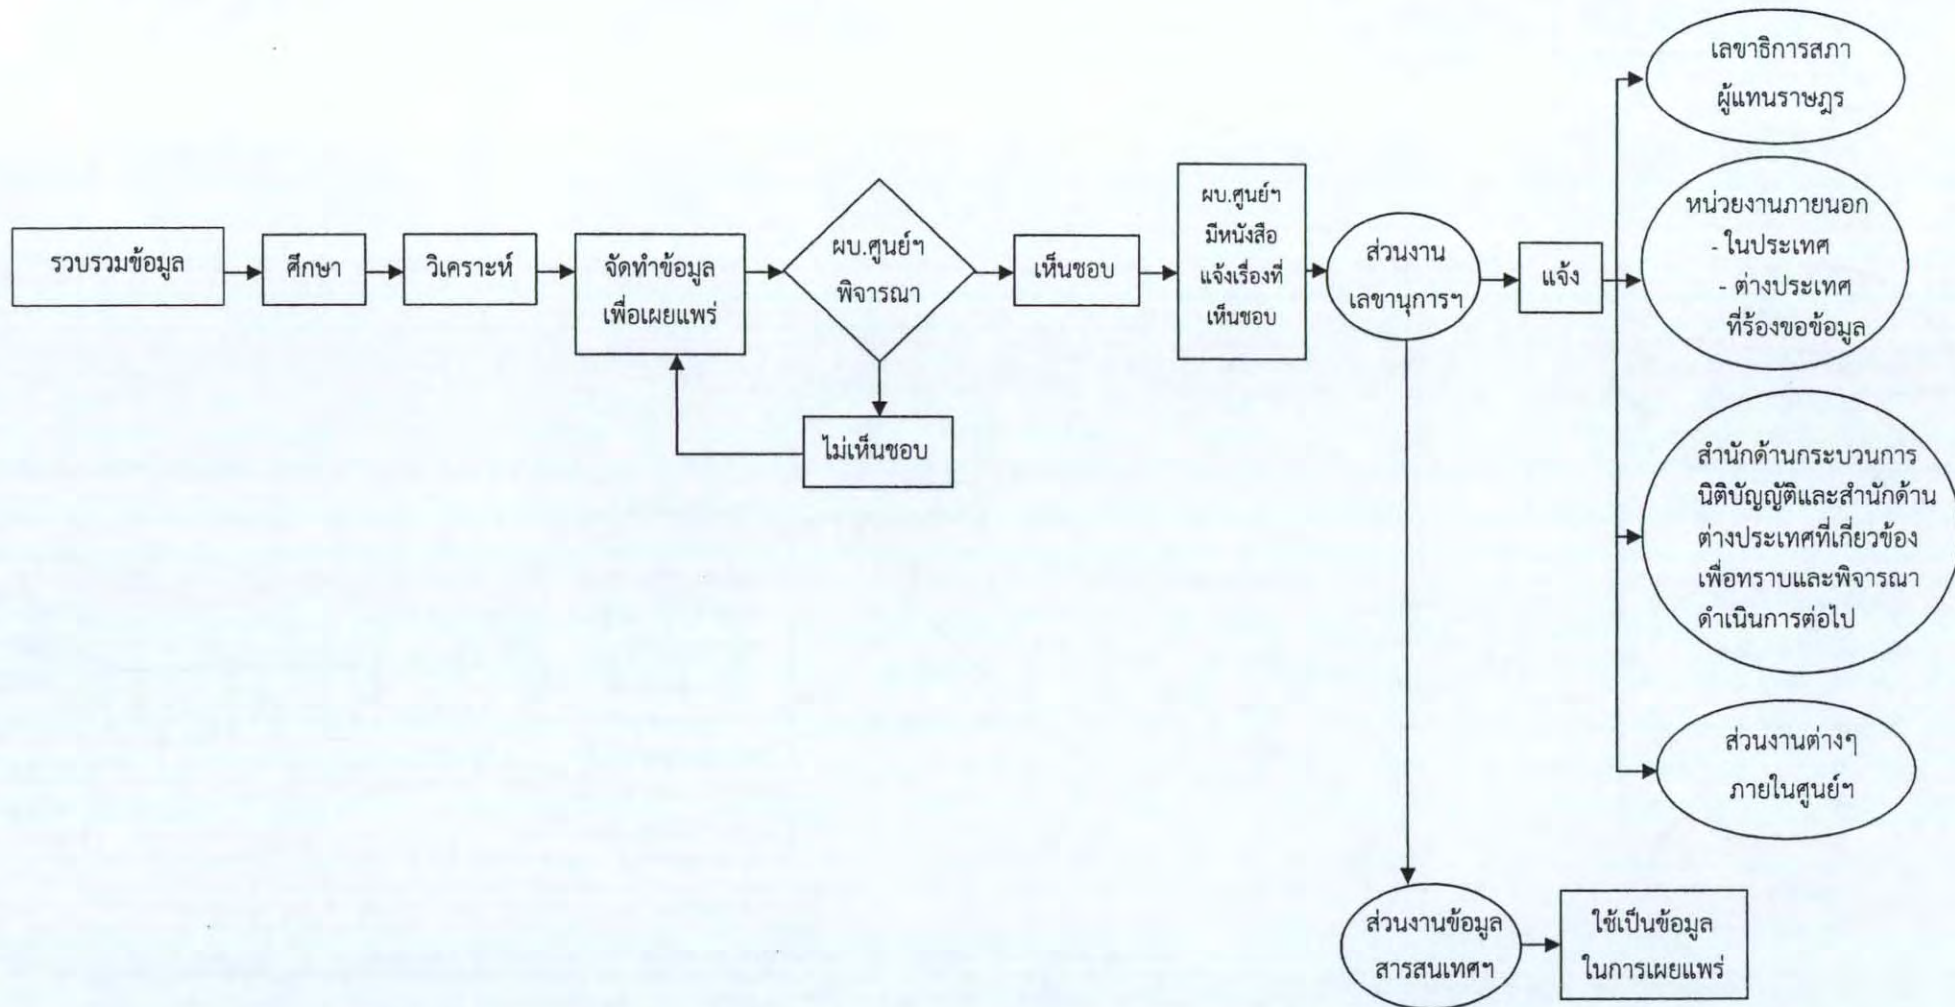 รวบรวมข้อมูล
ศึกษา
วิเคราะห์
จัดทำข้อมูล
เพื่อเผยแพร่
ผบ.ศูนย์ฯ
พิจารณา
ไม่เห็นชอบ
เห็นชอบ
ผบ.ศูนย์ฯ
มีหนังสือ
แจ้งเรื่องที่
เห็นชอบ
ส่วนงาน
เลขานุการฯ
แจ้ง
เลขาธิการสภา
ผู้แทนราษฎร
หน่วยงานภายนอก
- ในประเทศ
- ต่างประเทศ
ที่ร้องขอข้อมูล
สำนักด้านกระบวนการ
นิติบัญญัติและสำนักด้าน
ต่างประเทศที่เกี่ยวข้อง
เพื่อทราบและพิจารณา
ดำเนินการต่อไป
ส่วนงานต่างๆ
ภายในศูนย์ฯ
ส่วนงานข้อมูล
สารสนเทศฯ
ใช้เป็นข้อมูล
ในการเผยแพร่